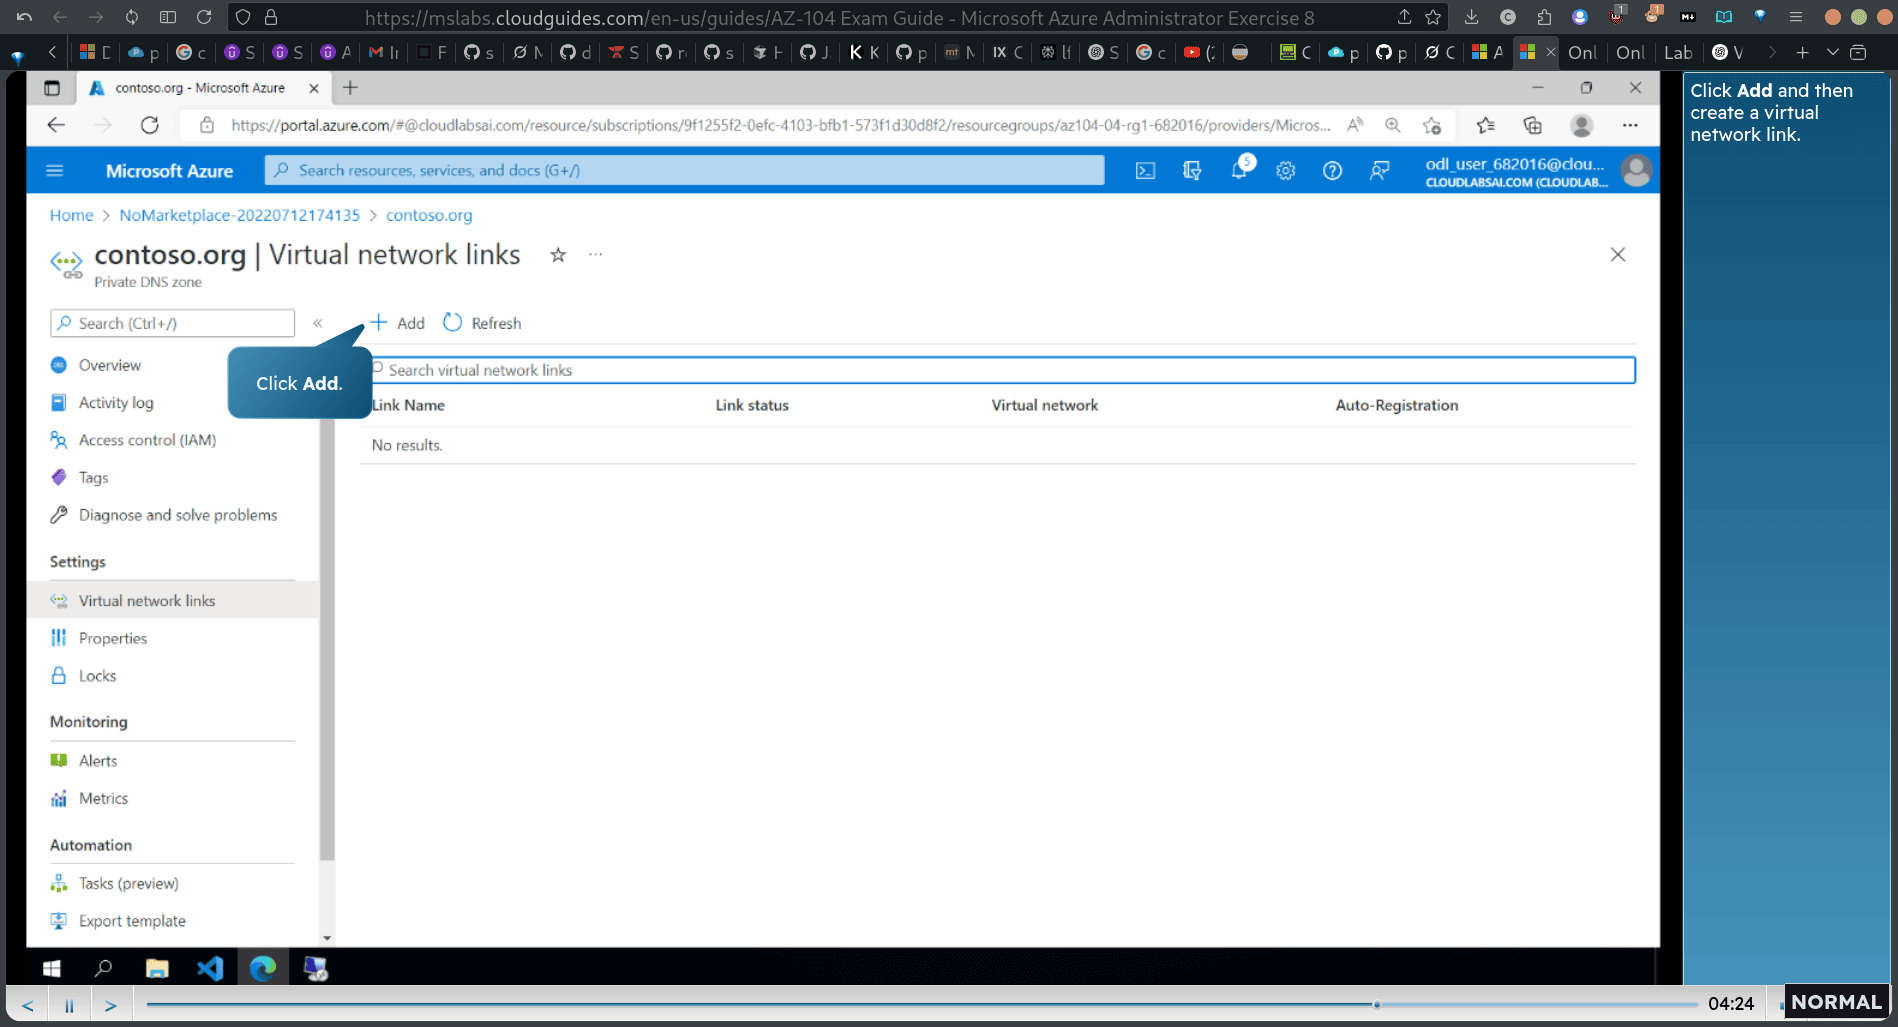 https://mslabs.cloudguides.com/en-us/guides/AZ-104 Exam Guide - Microsoft Azure Administrator Exercise 8
Onl
Onl
Lab
contoso.org - Microsoft Azure
https://portal.azure.com/#@cloudlabsai.com/resource/subscriptions/9f1255f2-0efc-4103-bfb1-573f1d30d8f2/resourcegroups/az104-04-rg1-682016/providers/Micros...
Microsoft Azure
Search resources, services, and docs (G+/)
5
odl_user_682016@clou...
CLOUDLABSAI.COM (CLOUDLAB...
Home > NoMarketplace-20220712174135 > contoso.org
contoso.org | Virtual network links
Private DNS zone
Search (Ctrl+/)
«
Add
Refresh
Click Add.
Search virtual network links
Link Name
Link status
Virtual network
Auto-Registration
No results.
Overview
Activity log
Access control (IAM)
Tags
Diagnose and solve problems
Settings
Virtual network links
Properties
Locks
Monitoring
Alerts
Metrics
Automation
Tasks (preview)
Export template
Click Add and then
create a virtual
network link.
04:24
NORMAL